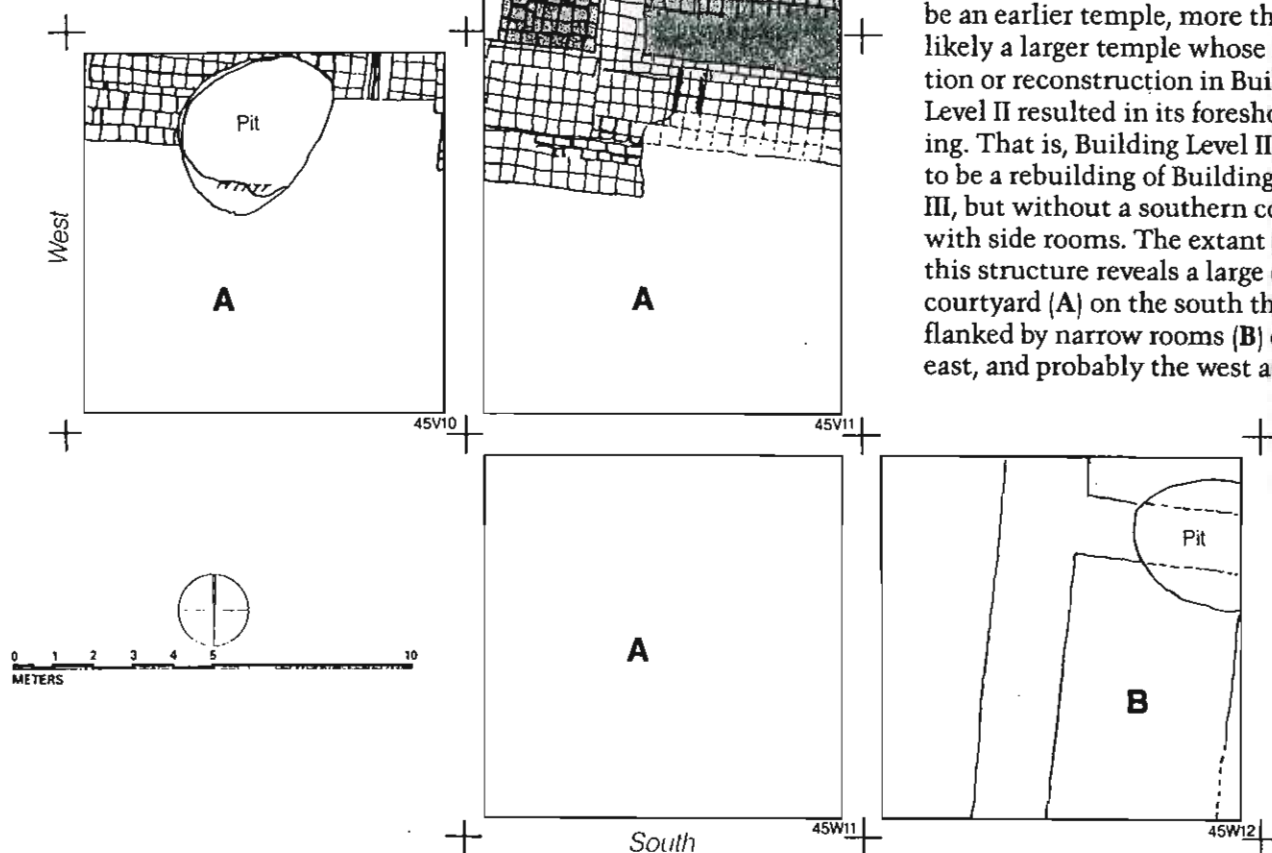 be an earlier temple, more th
likely a larger temple whose
tion or reconstruction in Buil
Level II resulted in its foresho
ing. That is, Building Level II
to be a rebuilding of Building
III, but without a southern co
with side rooms. The extant
this structure reveals a large
courtyard (A) on the south th
flanked by narrow rooms (B)
east, and probably the west a
Pit
West
A
A
45V10
45V11
Pit
0 1 2 3 4 5 10
METERS
A
B
45W11
45W12
South